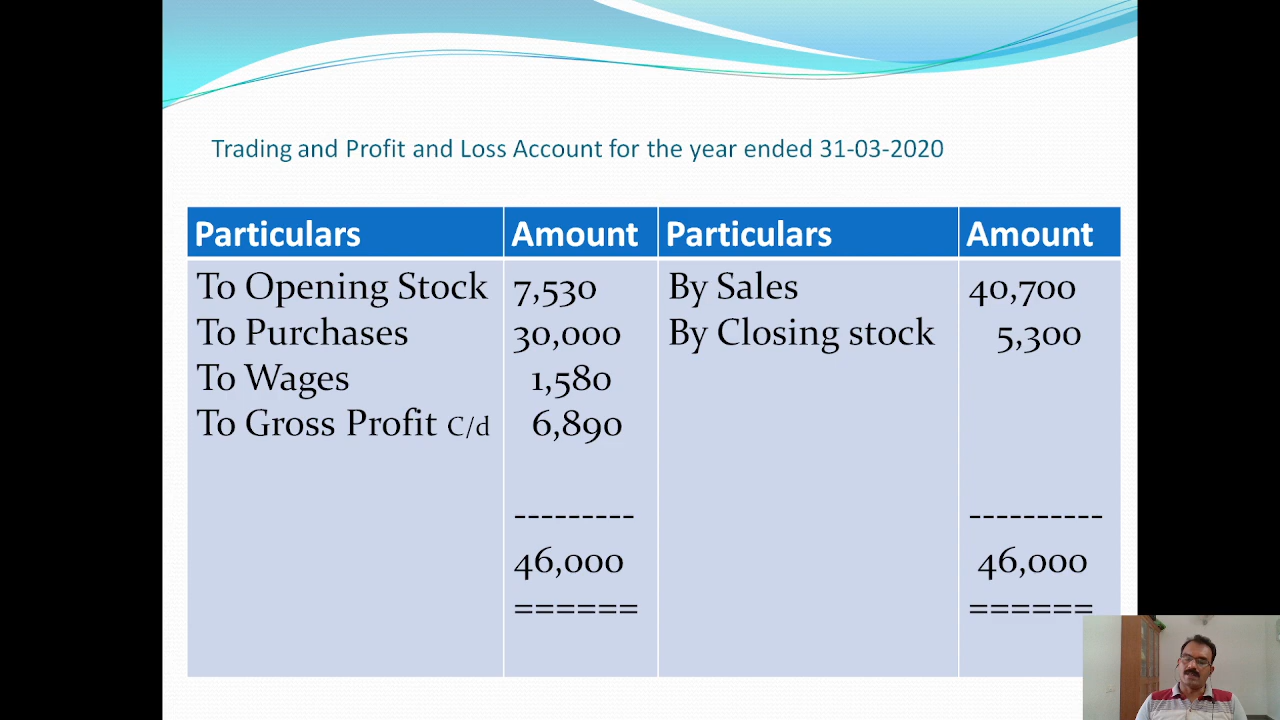 Trading and Profit and Loss Account for the year ended 31-03-2020
Particulars Amount Particulars Amount
To Opening Stock 7,530 By Sales 40,700
To Purchases 30,000 By Closing stock 5,300
To Wages 1,580
To Gross Profit C/d 6,890
--------- ----------
46,000 46,000
====== ======